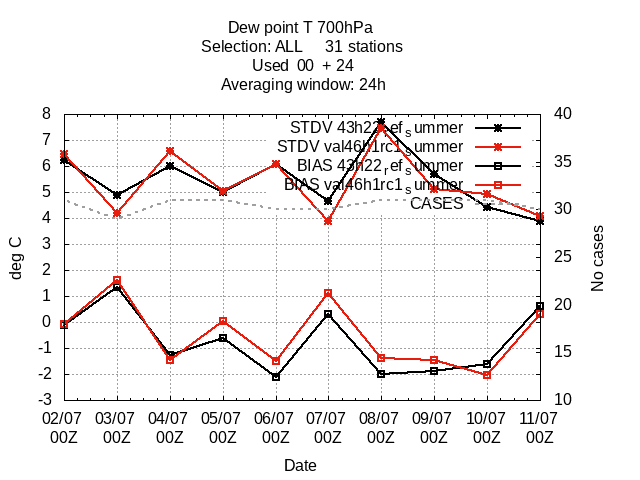 Dew point T 700hPa
Selection: ALL     31 stations
Used  00  + 24
Averaging window: 24h
8 40
7
6 35
5
4 30
3
2 25
1 20
0
-1 15
-2
-3 10
STDV 43h22_ref_summer
STDV val46h1rc1_summer
BIAS 43h22_ref_summer
BIAS val46h1rc1_summer
CASES
deg C
No cases
02/07 03/07 04/07 05/07 06/07 07/07 08/07 09/07 10/07 11/07
00Z 00Z 00Z 00Z 00Z 00Z 00Z 00Z 00Z 00Z
Date